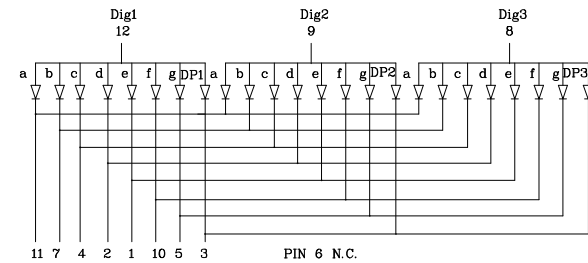 Dig1 Dig2 Dig3
12 9 8
a b c d e f g DP1 a b c d e f g DP2 a b c d e f g DP3
11 7 4 2 1 10 5 3 PIN 6 N.C.